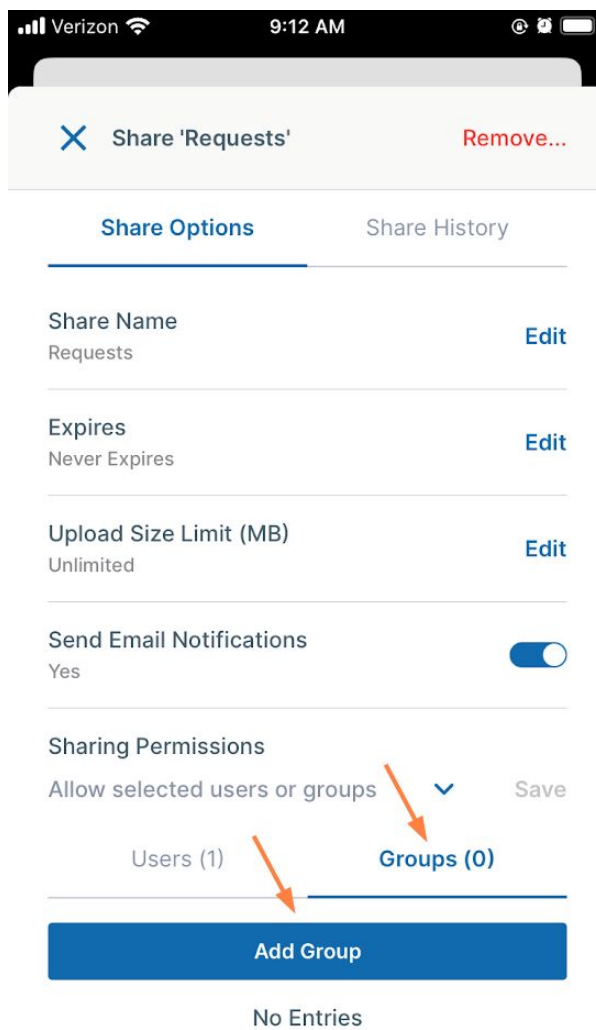 Verizon 9:12 AM
Share 'Requests' Remove...
Share Options Share History
Share Name
Requests
Edit
Expires
Never Expires
Edit
Upload Size Limit (MB)
Unlimited
Edit
Send Email Notifications
Yes
Sharing Permissions
Allow selected users or groups Save
Users (1) Groups (0)
Add Group
No Entries